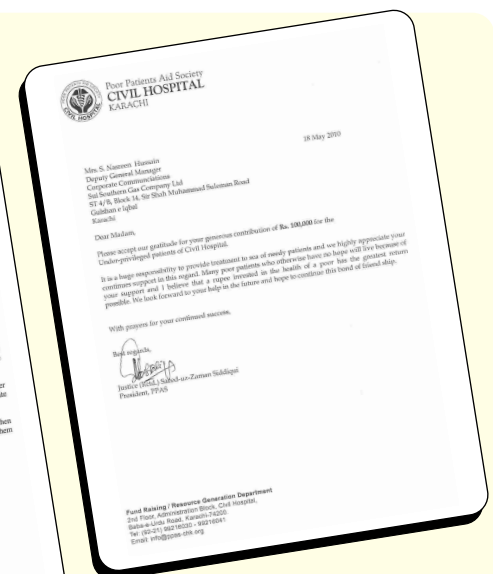 Poor Patients Aid Society
CIVIL HOSPITAL
KARACHI
18 May 2010
Mrs. S. Nasreen Hussain
Deputy General Manager
Corporate Communciations
Sui Southern Gas Company Ltd
ST 4/B, Block 14, Sir Shah Muhammad Suleman Road
Gulshan e Iqbal
Karachi
Dear Madam,
Please accept our gratitude for your generous contribution of Rs. 100,000 for the
Under-privileged patients of Civil Hospital.
It is a huge responsibility to provide treatment to sea of needy patients and we highly appreciate your
continues support in this regard. Many poor patients who otherwise have no hope will live because of
your support and I believe that a rupee invested in the health of a poor has the greatest return
possible. We look forward to your help in the future and hope to continue this bond of friend ship.
With prayers for your continued success,
Best regards,
Justice (Retd.) Saeed-uz-Zaman Siddiqui
President, PPAS
Fund Raising / Resource Generation Department
2nd Floor, Administration Block, Civil Hospital,
Baba-e-Urdu Road, Karachi-74200.
Tel: (92-21) 99216030 - 99216041
Email: info@ppas-chk.org